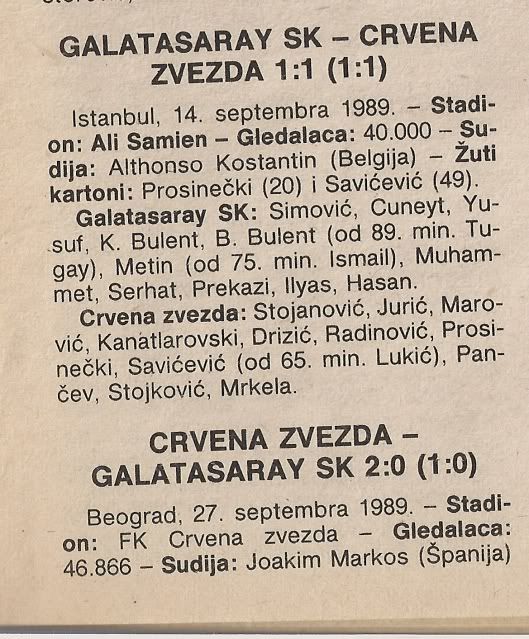 GALATASARAY SK – CRVENA
ZVEZDA 1:1 (1:1)
Istanbul, 14. septembra 1989. – Stadi-
on: Ali Samien – Gledalaca: 40.000 – Su-
dija: Althonso Kostantin (Belgija) – Žuti
kartoni: Prosinečki (20) i Savićević (49).
Galatasaray SK: Simović, Cuneyt, Yu-
suf, K. Bulent, B. Bulent (od 89. min. Tu-
gay), Metin (od 75. min. Ismail), Muham-
met, Serhat, Prekazi, Ilyas, Hasan.
Crvena zvezda: Stojanović, Jurić, Maro-
vić, Kanatlarovski, Drizić, Radinović, Prosi-
nečki, Savićević (od 65. min. Lukić), Pan-
čev, Stojković, Mrkela.
CRVENA ZVEZDA –
GALATASARAY SK 2:0 (1:0)
Beograd, 27. septembra 1989. – Stadi-
on: FK Crvena zvezda – Gledalaca:
46.866 – Sudija: Joakim Markos (Španija)